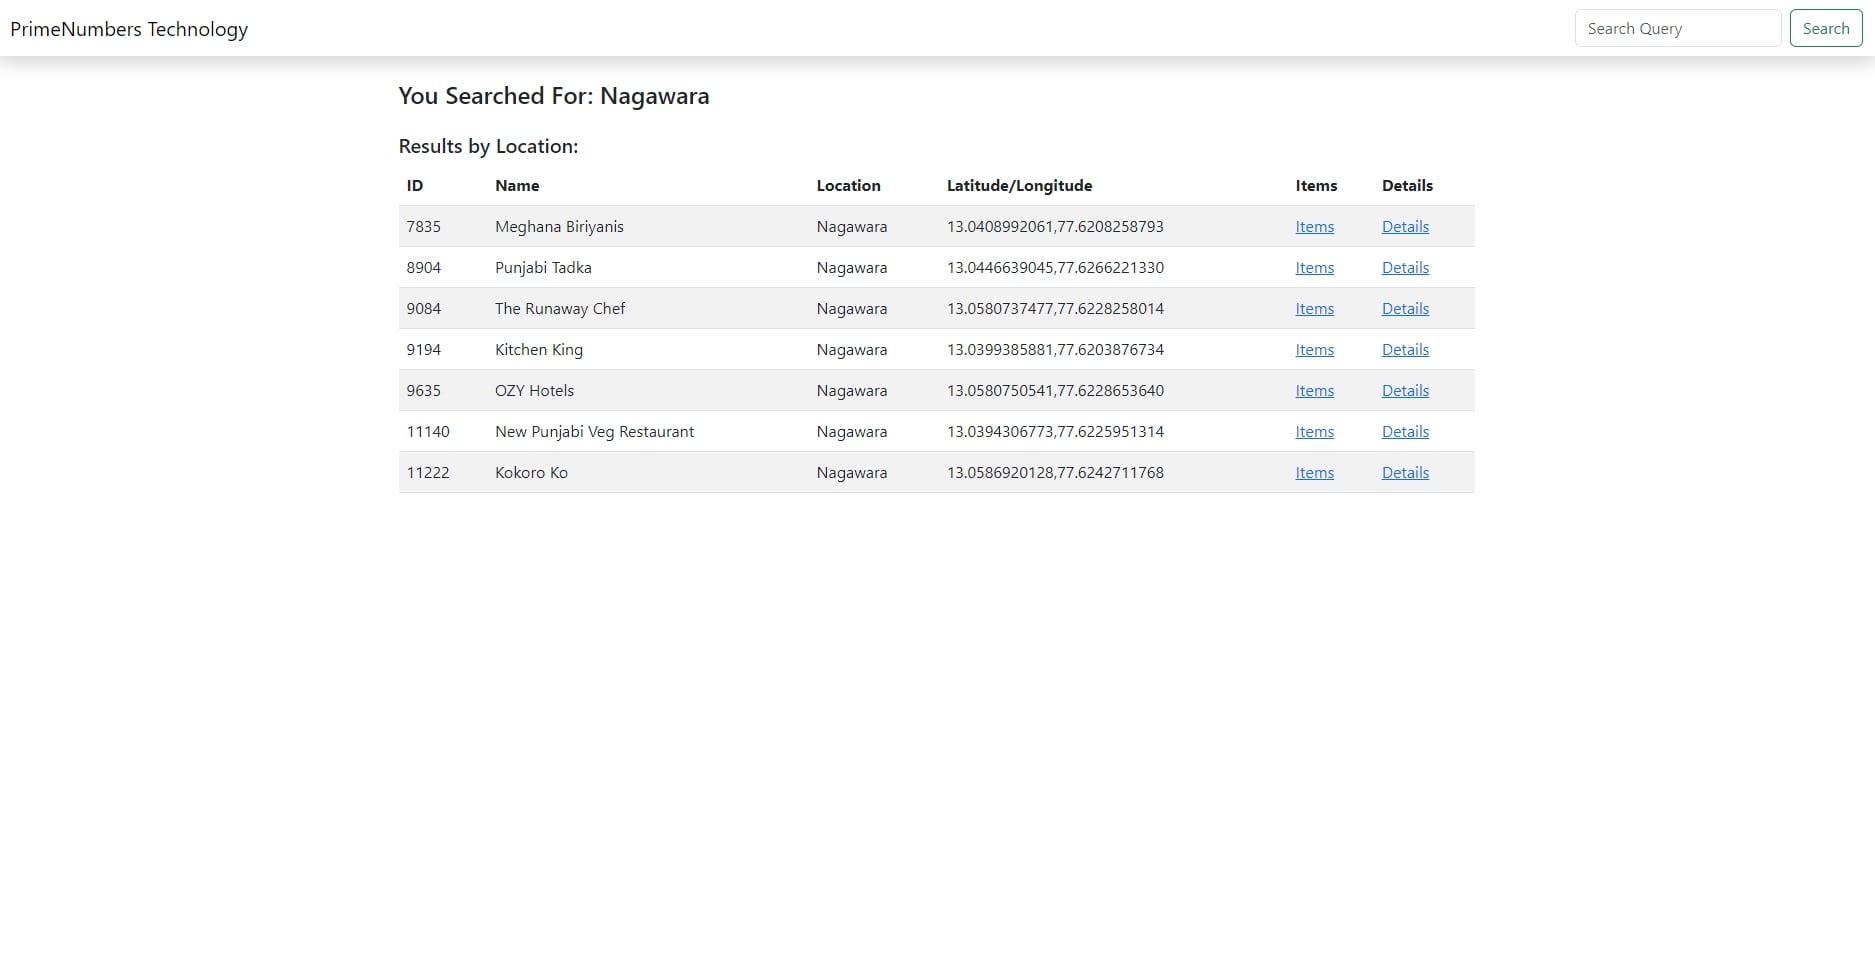 PrimeNumbers Technology Search Query Search
You Searched For: Nagawara
Results by Location:
ID Name Location Latitude/Longitude Items Details
7835 Meghana Biriyanis Nagawara 13.0408992061,77.6208258793 Items Details
8904 Punjabi Tadka Nagawara 13.0446639045,77.6266221330 Items Details
9084 The Runaway Chef Nagawara 13.0580737477,77.6228258014 Items Details
9194 Kitchen King Nagawara 13.0399385881,77.6203876734 Items Details
9635 OZY Hotels Nagawara 13.0580750541,77.6228653640 Items Details
11140 New Punjabi Veg Restaurant Nagawara 13.0394306773,77.6225951314 Items Details
11222 Kokoro Ko Nagawara 13.0586920128,77.6242711768 Items Details